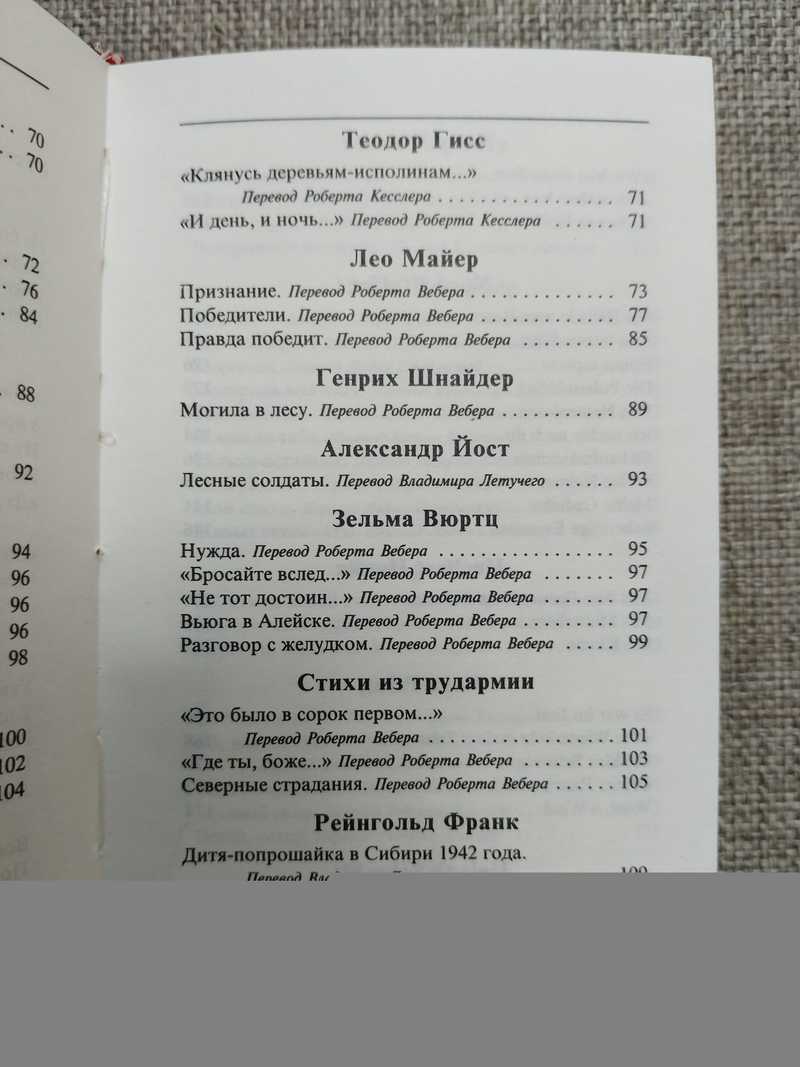 70
70
72
76
84
88
92
94
96
96
96
98
100
102
104
Теодор Гисс
«Клянусь деревьям-исполинам...»
Перевод Роберта Кесслера . . . . . . . . . . . . . . . . . 71
«И день, и ночь...» Перевод Роберта Кесслера . . . . . . 71
Лео Майер
Признание. Перевод Роберта Вебера . . . . . . . . . . . . . . 73
Победители. Перевод Роберта Вебера . . . . . . . . . . . . . 77
Правда победит. Перевод Роберта Вебера . . . . . . . . . 85
Генрих Шнайдер
Могила в лесу. Перевод Роберта Вебера . . . . . . . . . . . 89
Александр Йост
Лесные солдаты. Перевод Владимира Летучего . . . . . . 93
Зельма Вюртц
Нужда. Перевод Роберта Вебера . . . . . . . . . . . . . . . . . 95
«Бросайте вслед...» Перевод Роберта Вебера . . . . . . . 97
«Не тот достоин...» Перевод Роберта Вебера . . . . . . . 97
Вьюга в Алейске. Перевод Роберта Вебера . . . . . . . . . 97
Разговор с желудком. Перевод Роберта Вебера . . . . . 99
Стихи из трудармии
«Это было в сорок первом...»
Перевод Роберта Вебера . . . . . . . . . . . . . . . . . . 101
«Где ты, боже...» Перевод Роберта Вебера . . . . . . . . . 103
Северные страдания. Перевод Роберта Вебера . . . . . . 105
Рейнгольд Франк
Дитя-попрошайка в Сибири 1942 года.
Перевод